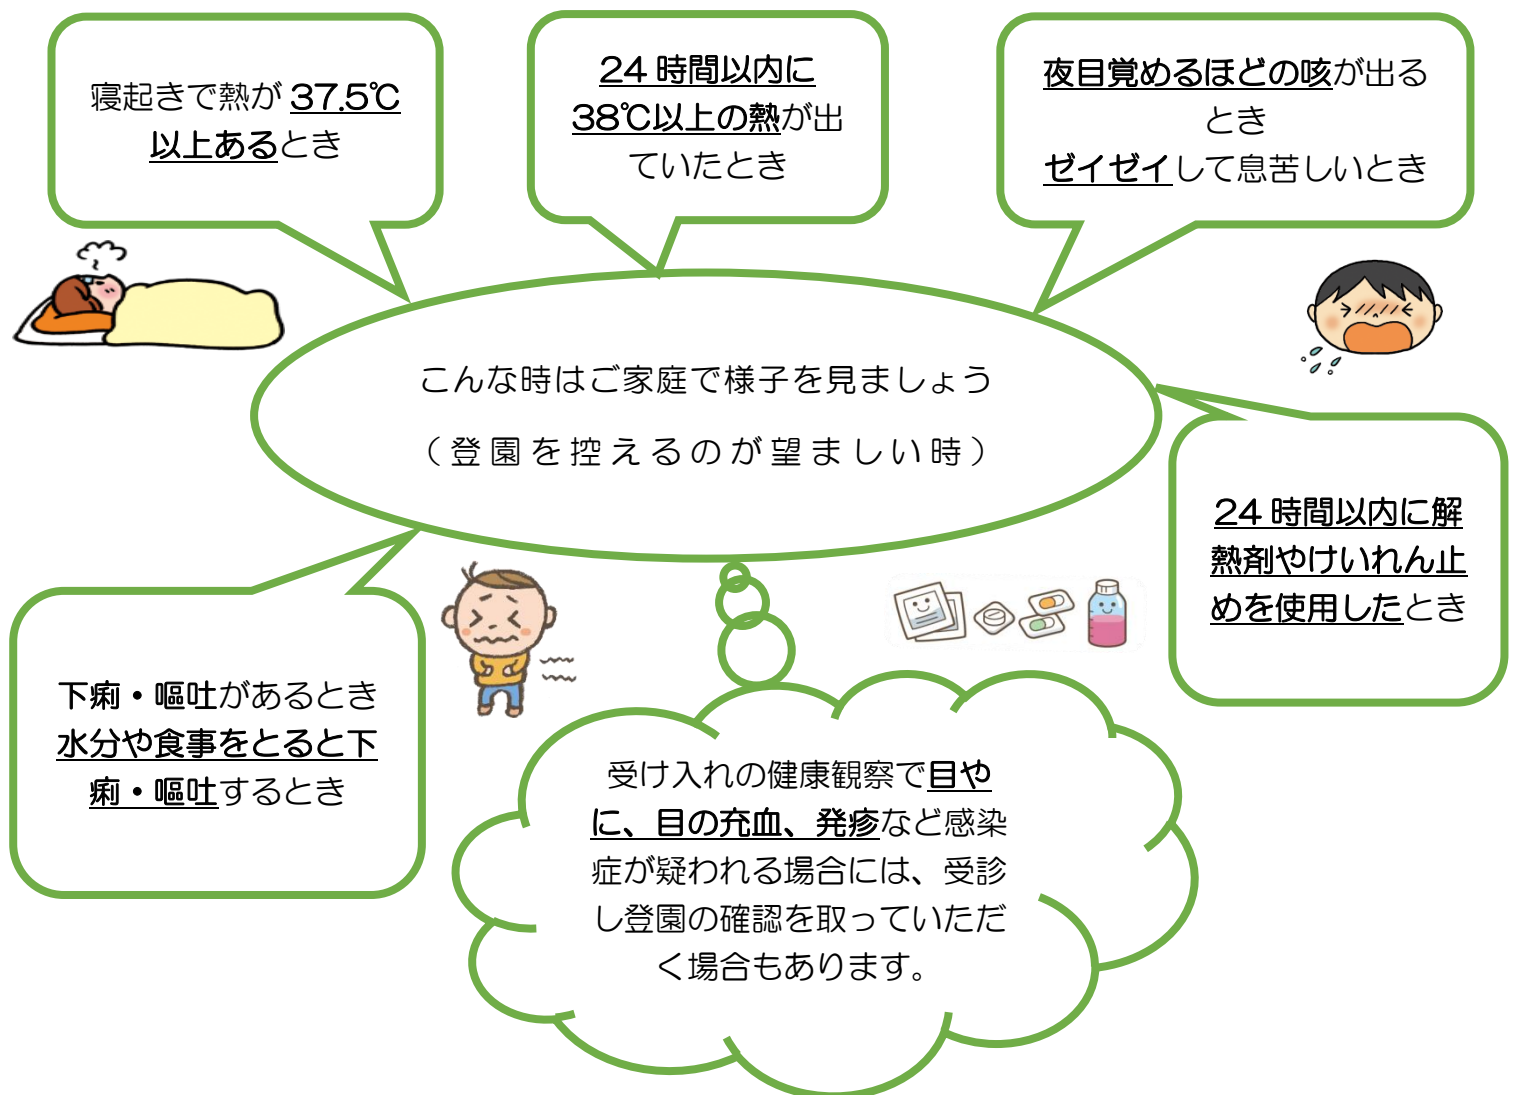 寝起きで熱が 37.5℃
以上あるとき
24 時間以内に
38℃以上の熱が出
ていたとき
夜目覚めるほどの咳が出る
とき
ゼイゼイして息苦しいとき
こんな時はご家庭で様子を見ましょう
（登園を控えるのが望ましい時）
24 時間以内に解
熱剤やけいれん止
めを使用したとき
下痢・嘔吐があるとき
水分や食事をとると下
痢・嘔吐するとき
受け入れの健康観察で目や
に、目の充血、発疹など感染
症が疑われる場合には、受診
し登園の確認を取っていただ
く場合もあります。